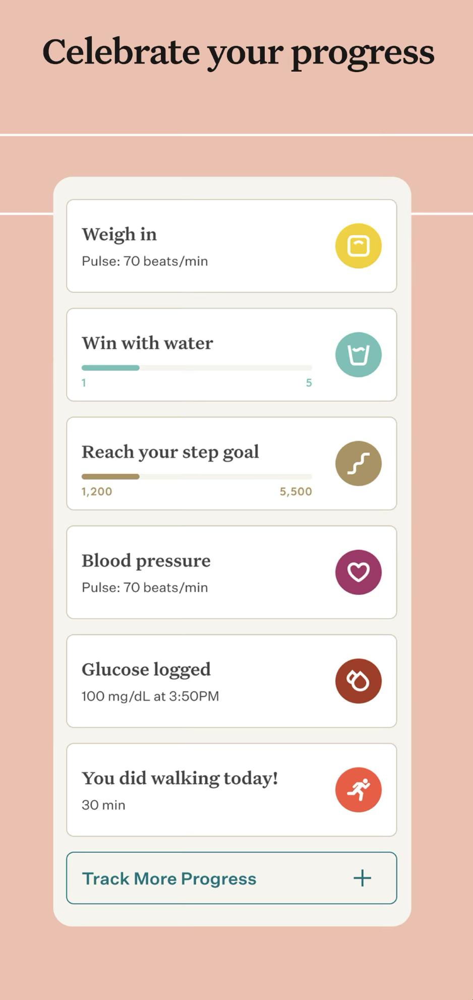 Celebrate your progress
Weigh in
Pulse: 70 beats/min
Win with water
1 5
Reach your step goal
1,200 5,500
Blood pressure
Pulse: 70 beats/min
Glucose logged
100 mg/dL at 3:50PM
You did walking today!
30 min
Track More Progress +